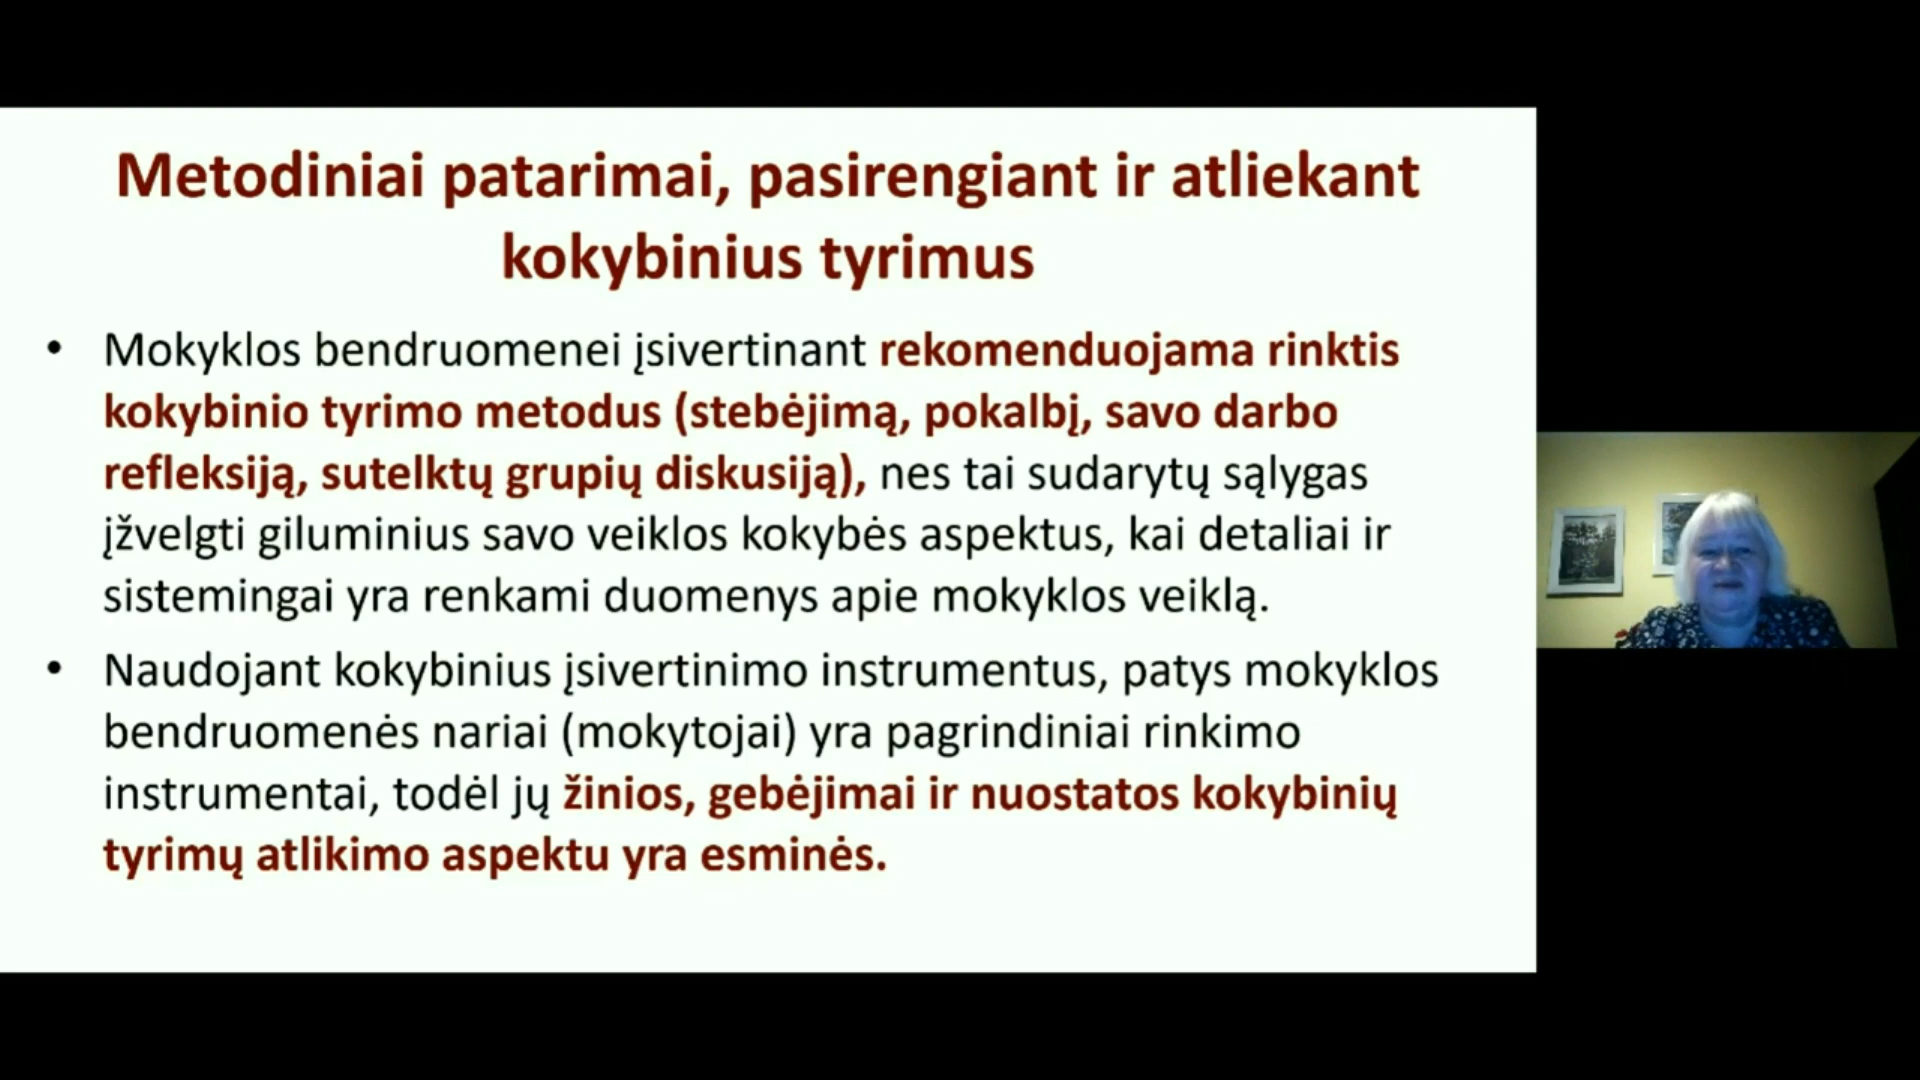 Metodiniai patarimai, pasirengiant ir atliekant
kokybinius tyrimus
• Mokyklos bendruomenei įsivertinant rekomenduojama rinktis
kokybinio tyrimo metodus (stebėjimą, pokalbį, savo darbo
refleksiją, sutelktų grupių diskusiją), nes tai sudarytų sąlygas
įžvelgti giluminius savo veiklos kokybės aspektus, kai detaliai ir
sistemingai yra renkami duomenys apie mokyklos veiklą.
• Naudojant kokybinius įsivertinimo instrumentus, patys mokyklos
bendruomenės nariai (mokytojai) yra pagrindiniai rinkimo
instrumentai, todėl jų žinios, gebėjimai ir nuostatos kokybinių
tyrimų atlikimo aspektu yra esminės.